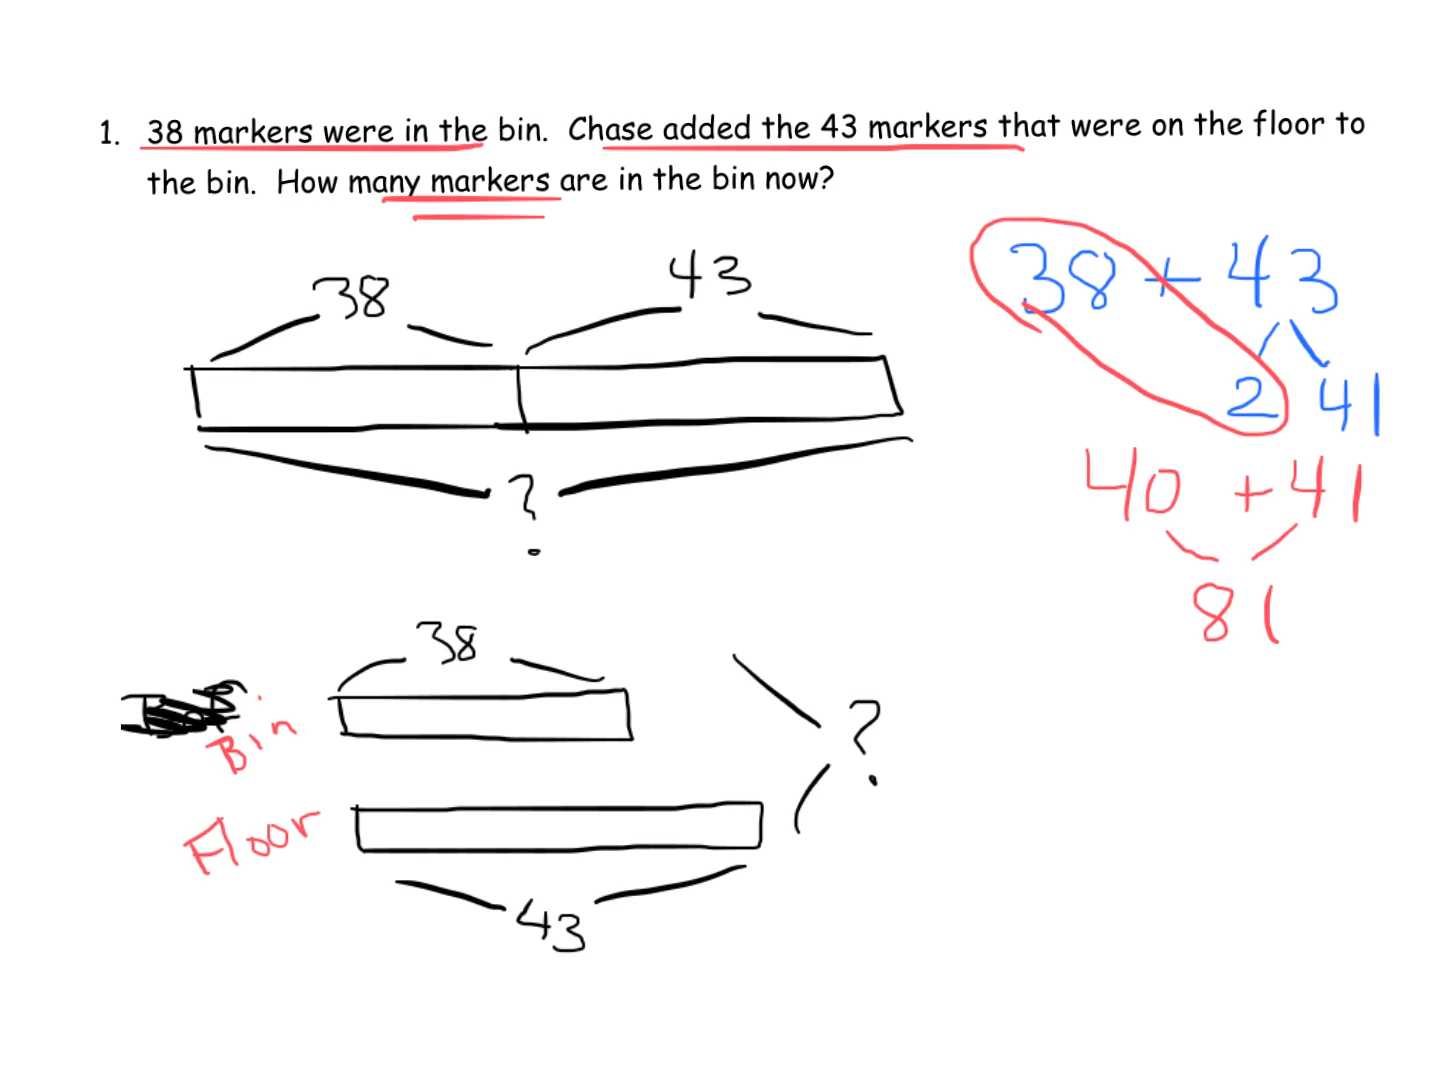 1. 38 markers were in the bin. Chase added the 43 markers that were on the floor to
the bin. How many markers are in the bin now?
38 43
?
38 + 43
2 41
40 + 41
81
38
Bin
?
Floor
43